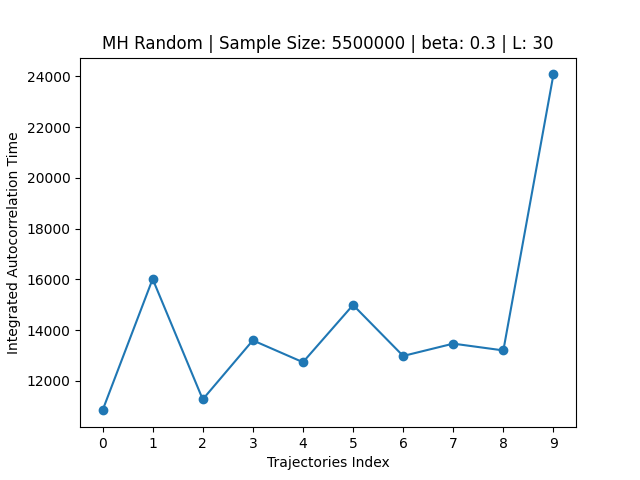 MH Random | Sample Size: 5500000 | beta: 0.3 | L: 30
Integrated Autocorrelation Time
24000
22000
20000
18000
16000
14000
12000
0 1 2 3 4 5 6 7 8 9
Trajectories Index